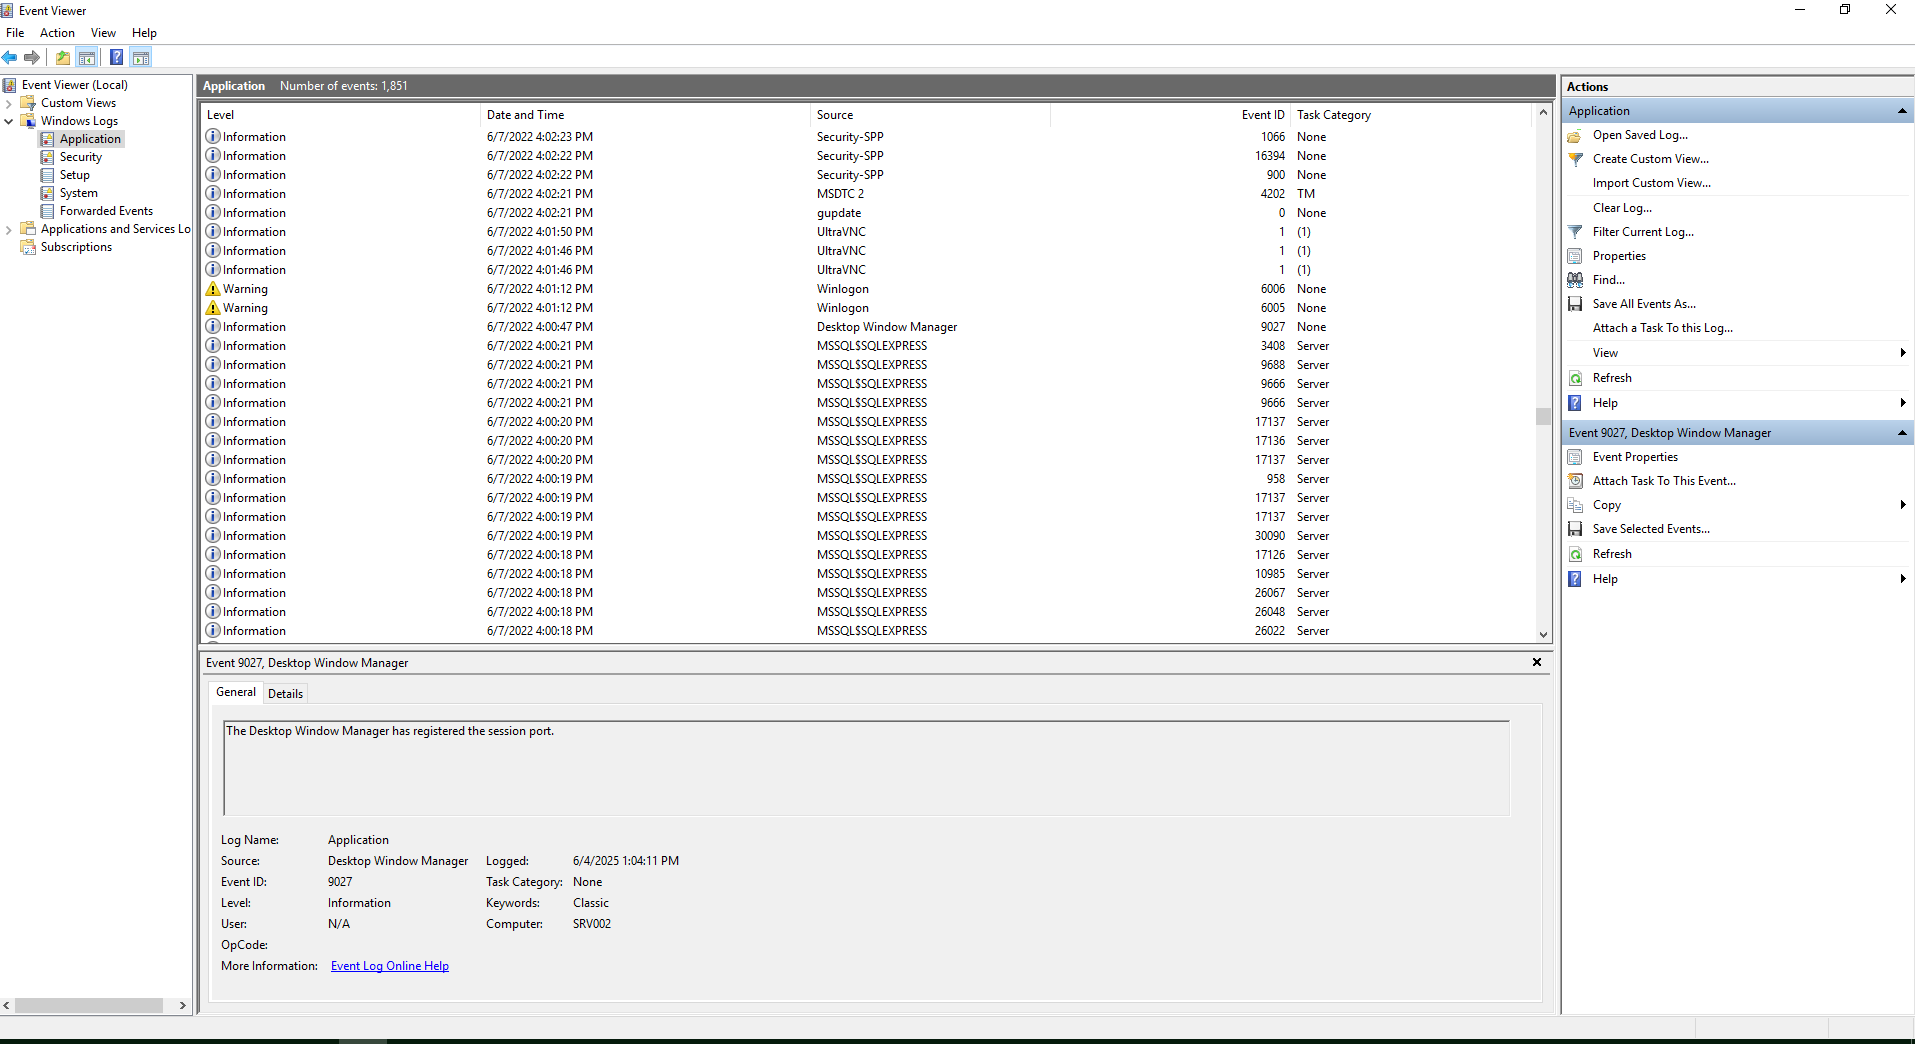 Event Viewer
File Action View Help
Event Viewer (Local)
Custom Views
Windows Logs
Application
Security
Setup
System
Forwarded Events
Applications and Services Lo
Subscriptions
Application Number of events: 1,851
Level Date and Time Source Event ID Task Category
Information 6/7/2022 4:02:23 PM Security-SPP 1066 None
Information 6/7/2022 4:02:22 PM Security-SPP 16394 None
Information 6/7/2022 4:02:22 PM Security-SPP 900 None
Information 6/7/2022 4:02:21 PM MSDTC 2 4202 TM
Information 6/7/2022 4:02:21 PM gupdate 0 None
Information 6/7/2022 4:01:50 PM UltraVNC 1 (1)
Information 6/7/2022 4:01:46 PM UltraVNC 1 (1)
Information 6/7/2022 4:01:46 PM UltraVNC 1 (1)
Warning 6/7/2022 4:01:12 PM Winlogon 6006 None
Warning 6/7/2022 4:01:12 PM Winlogon 6005 None
Information 6/7/2022 4:00:47 PM Desktop Window Manager 9027 None
Information 6/7/2022 4:00:21 PM MSSQL$SQLEXPRESS 3408 Server
Information 6/7/2022 4:00:21 PM MSSQL$SQLEXPRESS 9688 Server
Information 6/7/2022 4:00:21 PM MSSQL$SQLEXPRESS 9666 Server
Information 6/7/2022 4:00:21 PM MSSQL$SQLEXPRESS 9666 Server
Information 6/7/2022 4:00:20 PM MSSQL$SQLEXPRESS 17137 Server
Information 6/7/2022 4:00:20 PM MSSQL$SQLEXPRESS 17136 Server
Information 6/7/2022 4:00:20 PM MSSQL$SQLEXPRESS 17137 Server
Information 6/7/2022 4:00:19 PM MSSQL$SQLEXPRESS 958 Server
Information 6/7/2022 4:00:19 PM MSSQL$SQLEXPRESS 17137 Server
Information 6/7/2022 4:00:19 PM MSSQL$SQLEXPRESS 17137 Server
Information 6/7/2022 4:00:19 PM MSSQL$SQLEXPRESS 30090 Server
Information 6/7/2022 4:00:18 PM MSSQL$SQLEXPRESS 17126 Server
Information 6/7/2022 4:00:18 PM MSSQL$SQLEXPRESS 10985 Server
Information 6/7/2022 4:00:18 PM MSSQL$SQLEXPRESS 26067 Server
Information 6/7/2022 4:00:18 PM MSSQL$SQLEXPRESS 26048 Server
Information 6/7/2022 4:00:18 PM MSSQL$SQLEXPRESS 26022 Server
Event 9027, Desktop Window Manager
General Details
The Desktop Window Manager has registered the session port.
Log Name: Application
Source: Desktop Window Manager Logged: 6/4/2025 1:04:11 PM
Event ID: 9027 Task Category: None
Level: Information Keywords: Classic
User: N/A Computer: SRV002
OpCode:
More Information: Event Log Online Help
Actions
Application
Open Saved Log...
Create Custom View...
Import Custom View...
Clear Log...
Filter Current Log...
Properties
Find...
Save All Events As...
Attach a Task To this Log...
View
Refresh
Help
Event 9027, Desktop Window Manager
Event Properties
Attach Task To This Event...
Copy
Save Selected Events...
Refresh
Help